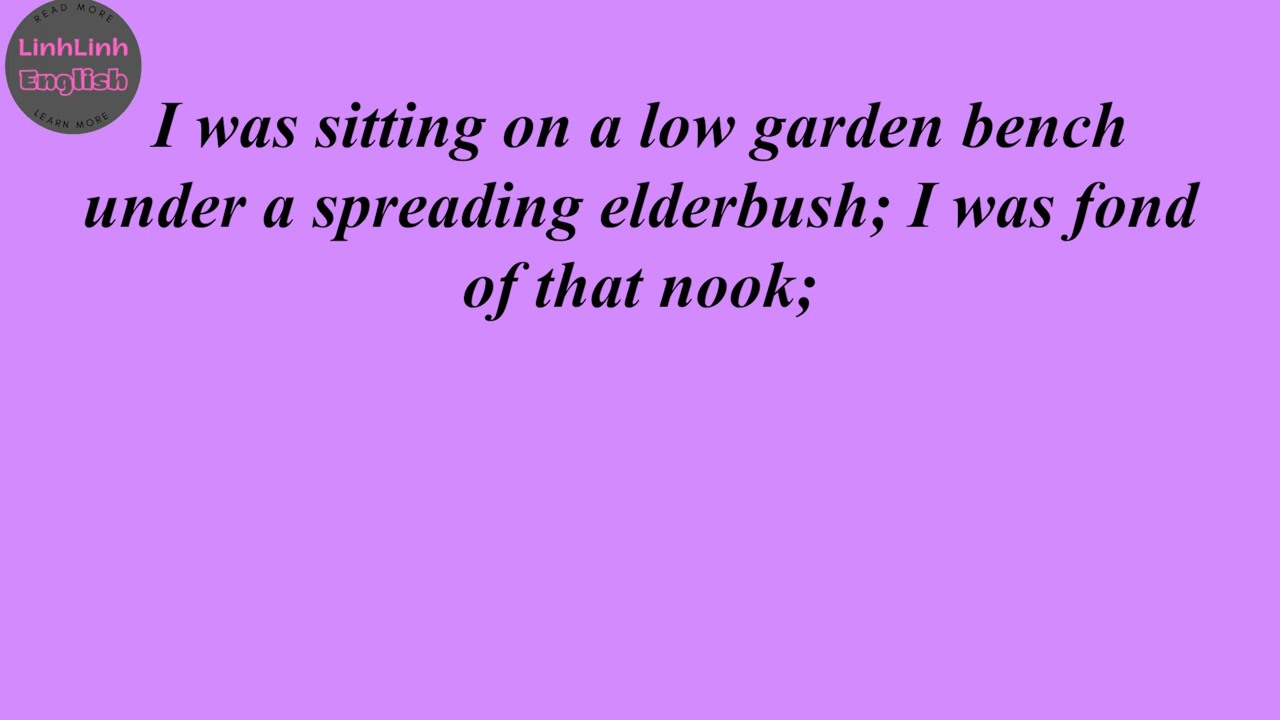 READ MORE
LinhLinh
English
LEARN MORE
I was sitting on a low garden bench
under a spreading elderbush; I was fond
of that nook;